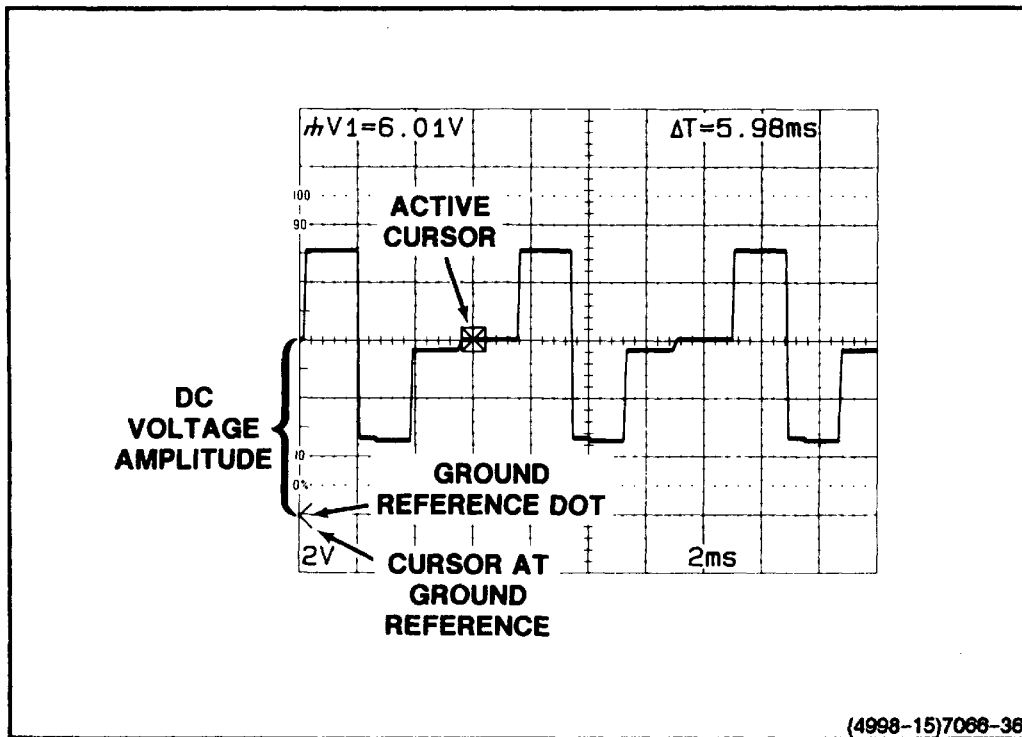 V1=6.01V
ΔT=5.98ms
100
90
ACTIVE
CURSOR
DC
VOLTAGE
AMPLITUDE
10
0%
GROUND
REFERENCE DOT
2V
2ms
CURSOR AT
GROUND
REFERENCE
(4998-15)7066-36